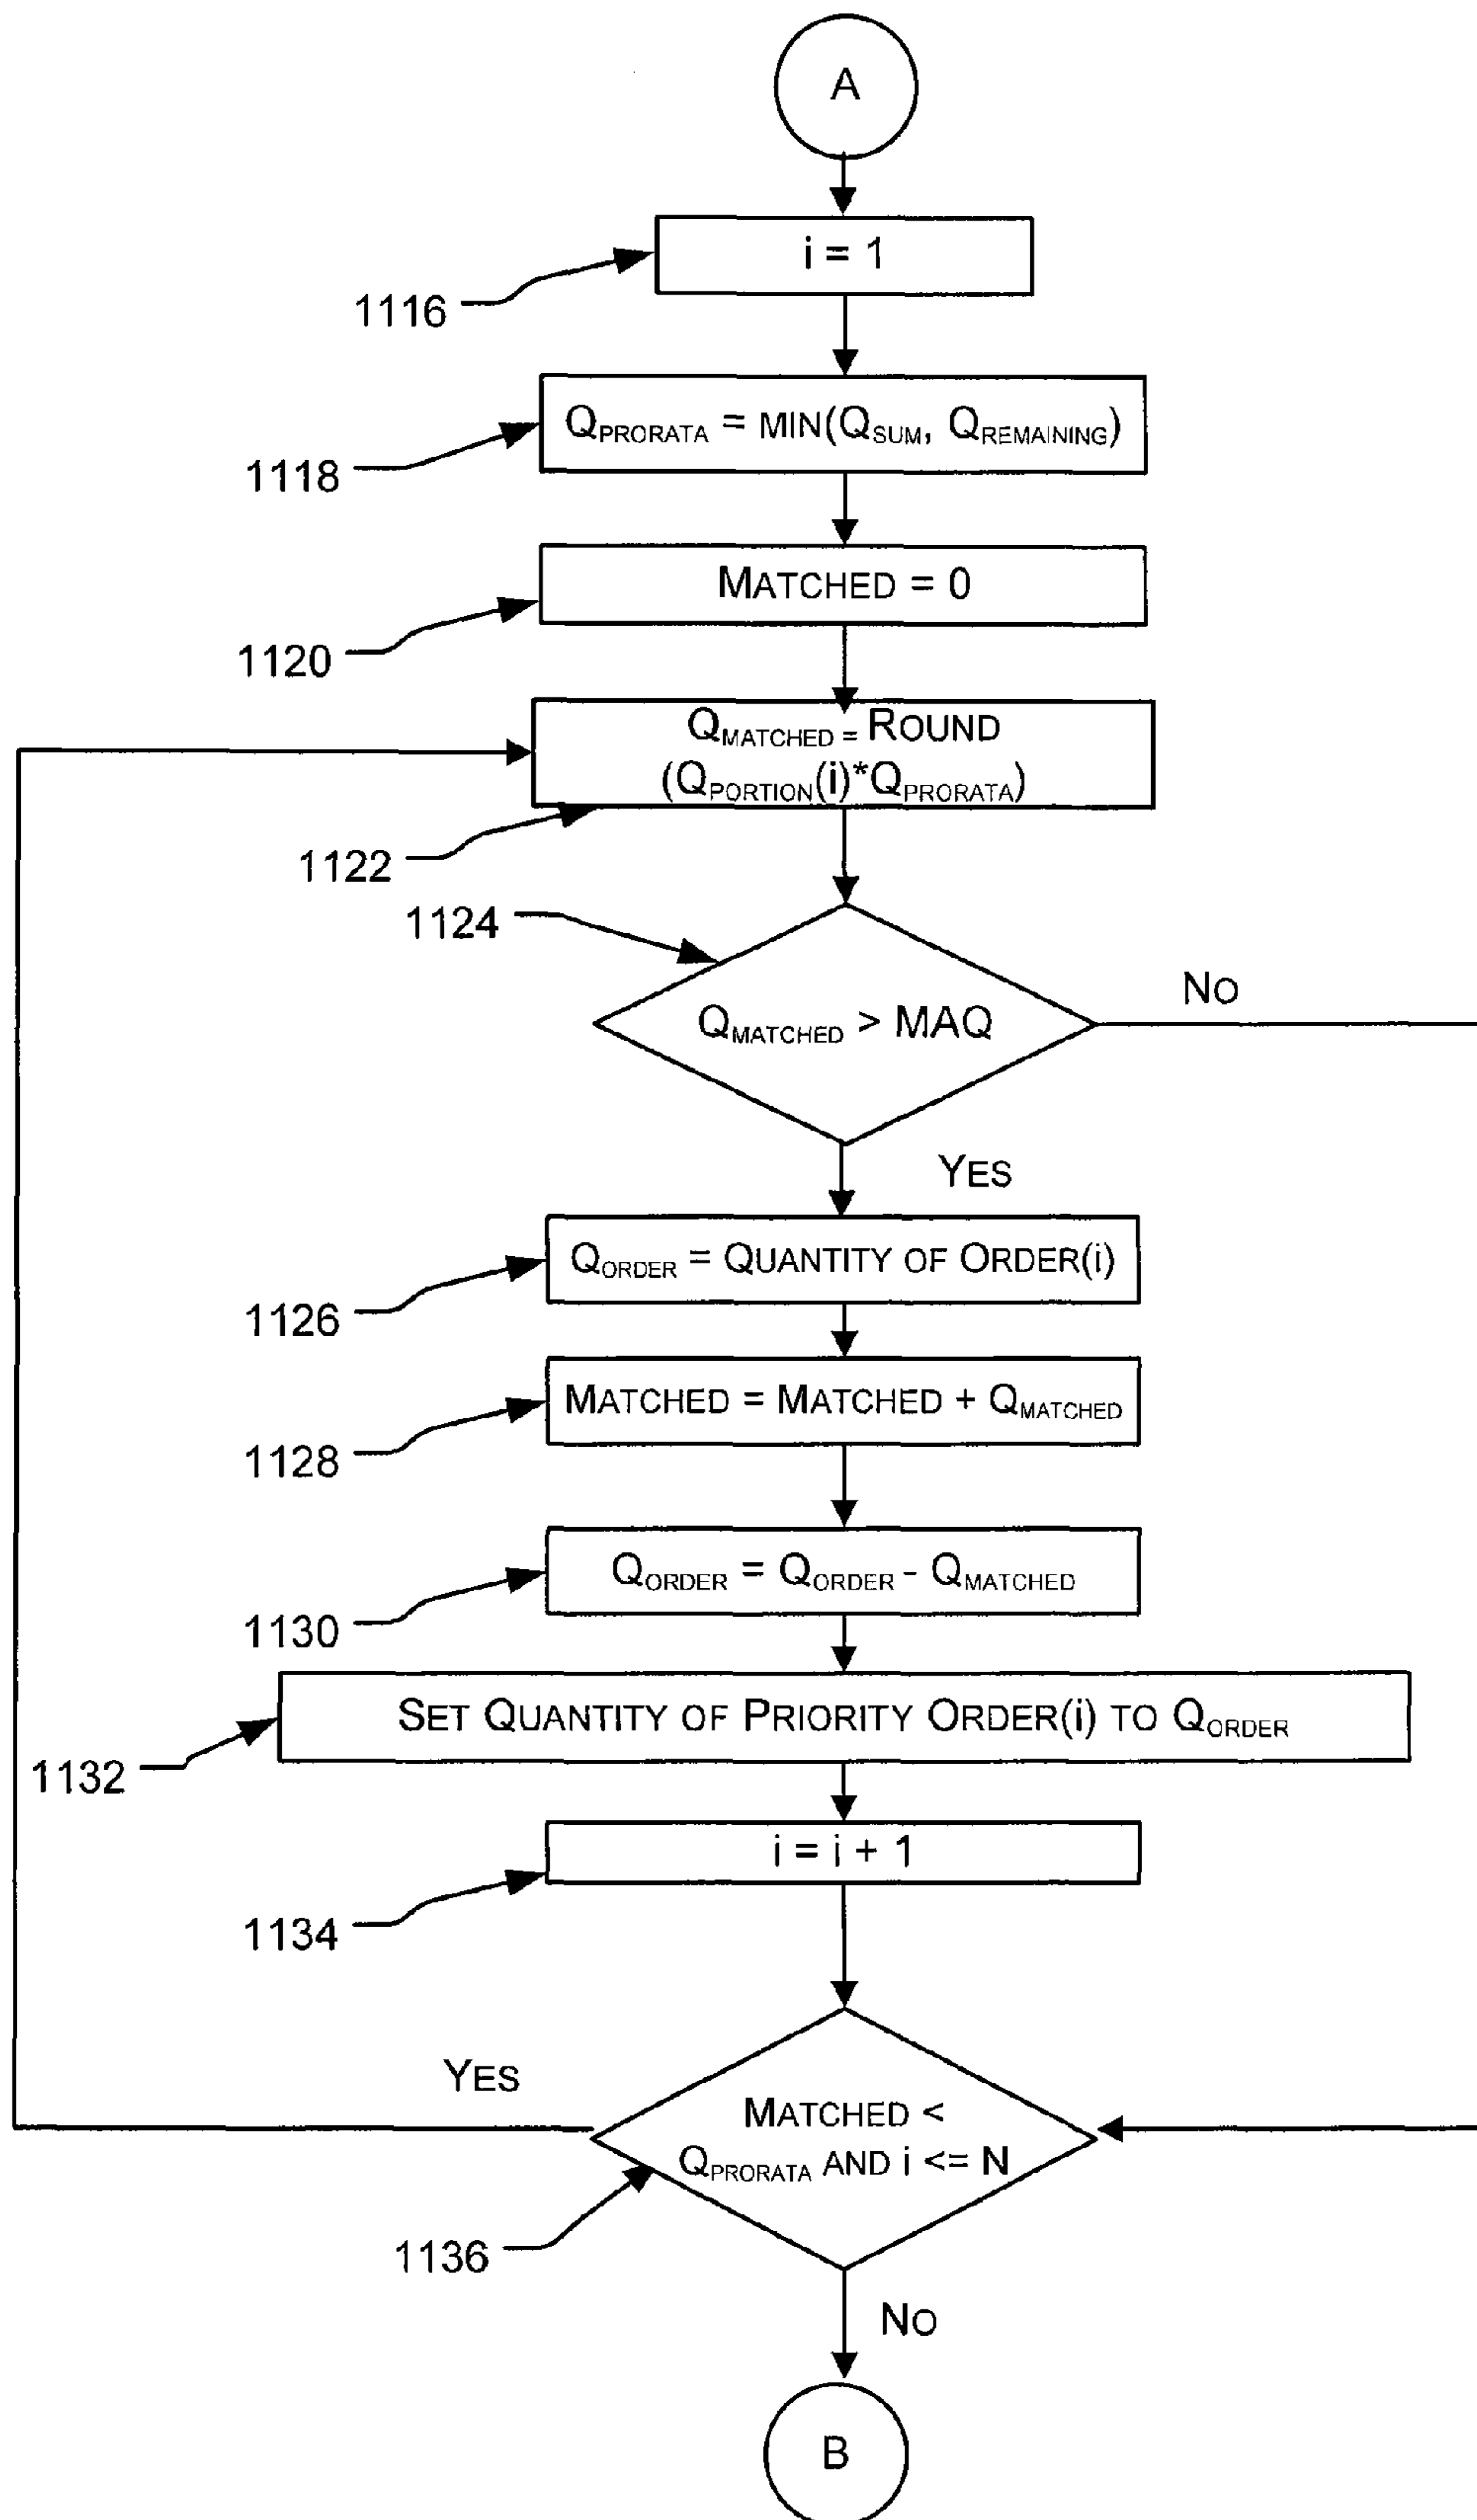 A
i = 1
1116
QPRORATA = MIN(QSUM, QREMAINING)
1118
MATCHED = 0
1120
QMATCHED = ROUND
(QPORTION(i)*QPRORATA)
1122
1124
NO
QMATCHED > MAQ
YES
QORDER = QUANTITY OF ORDER(i)
1126
MATCHED = MATCHED + QMATCHED
1128
QORDER = QORDER - QMATCHED
1130
SET QUANTITY OF PRIORITY ORDER(i) TO QORDER
1132
i = i + 1
1134
YES
MATCHED <
QPRORATA AND i <= N
1136
NO
B